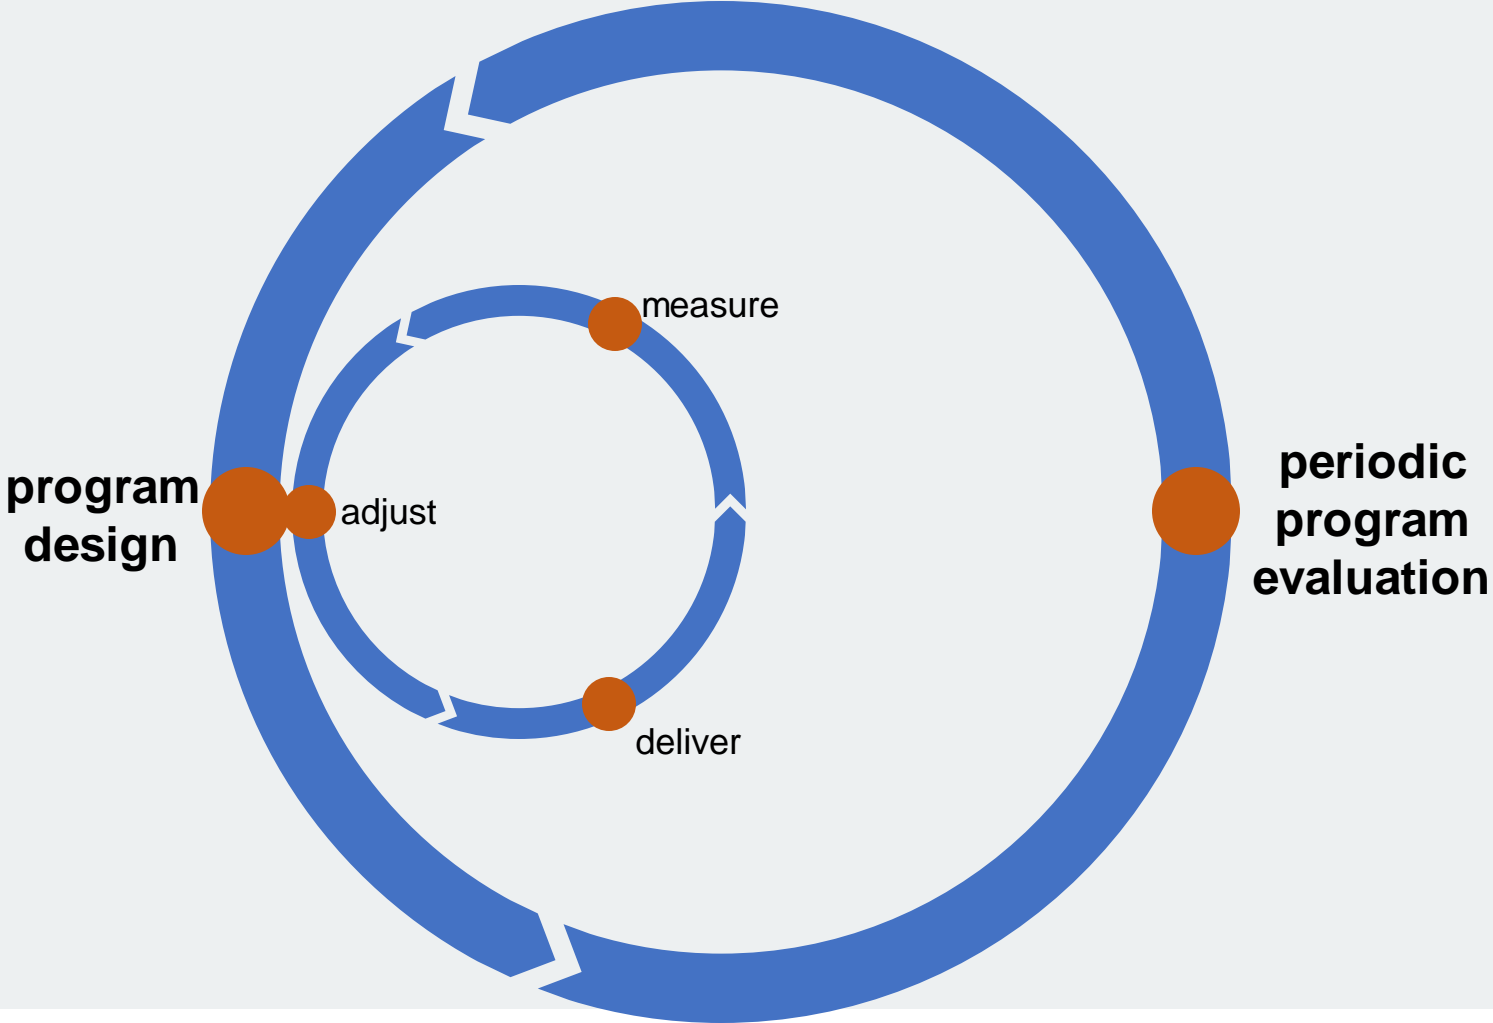 measure
program
design
adjust
periodic
program
evaluation
deliver